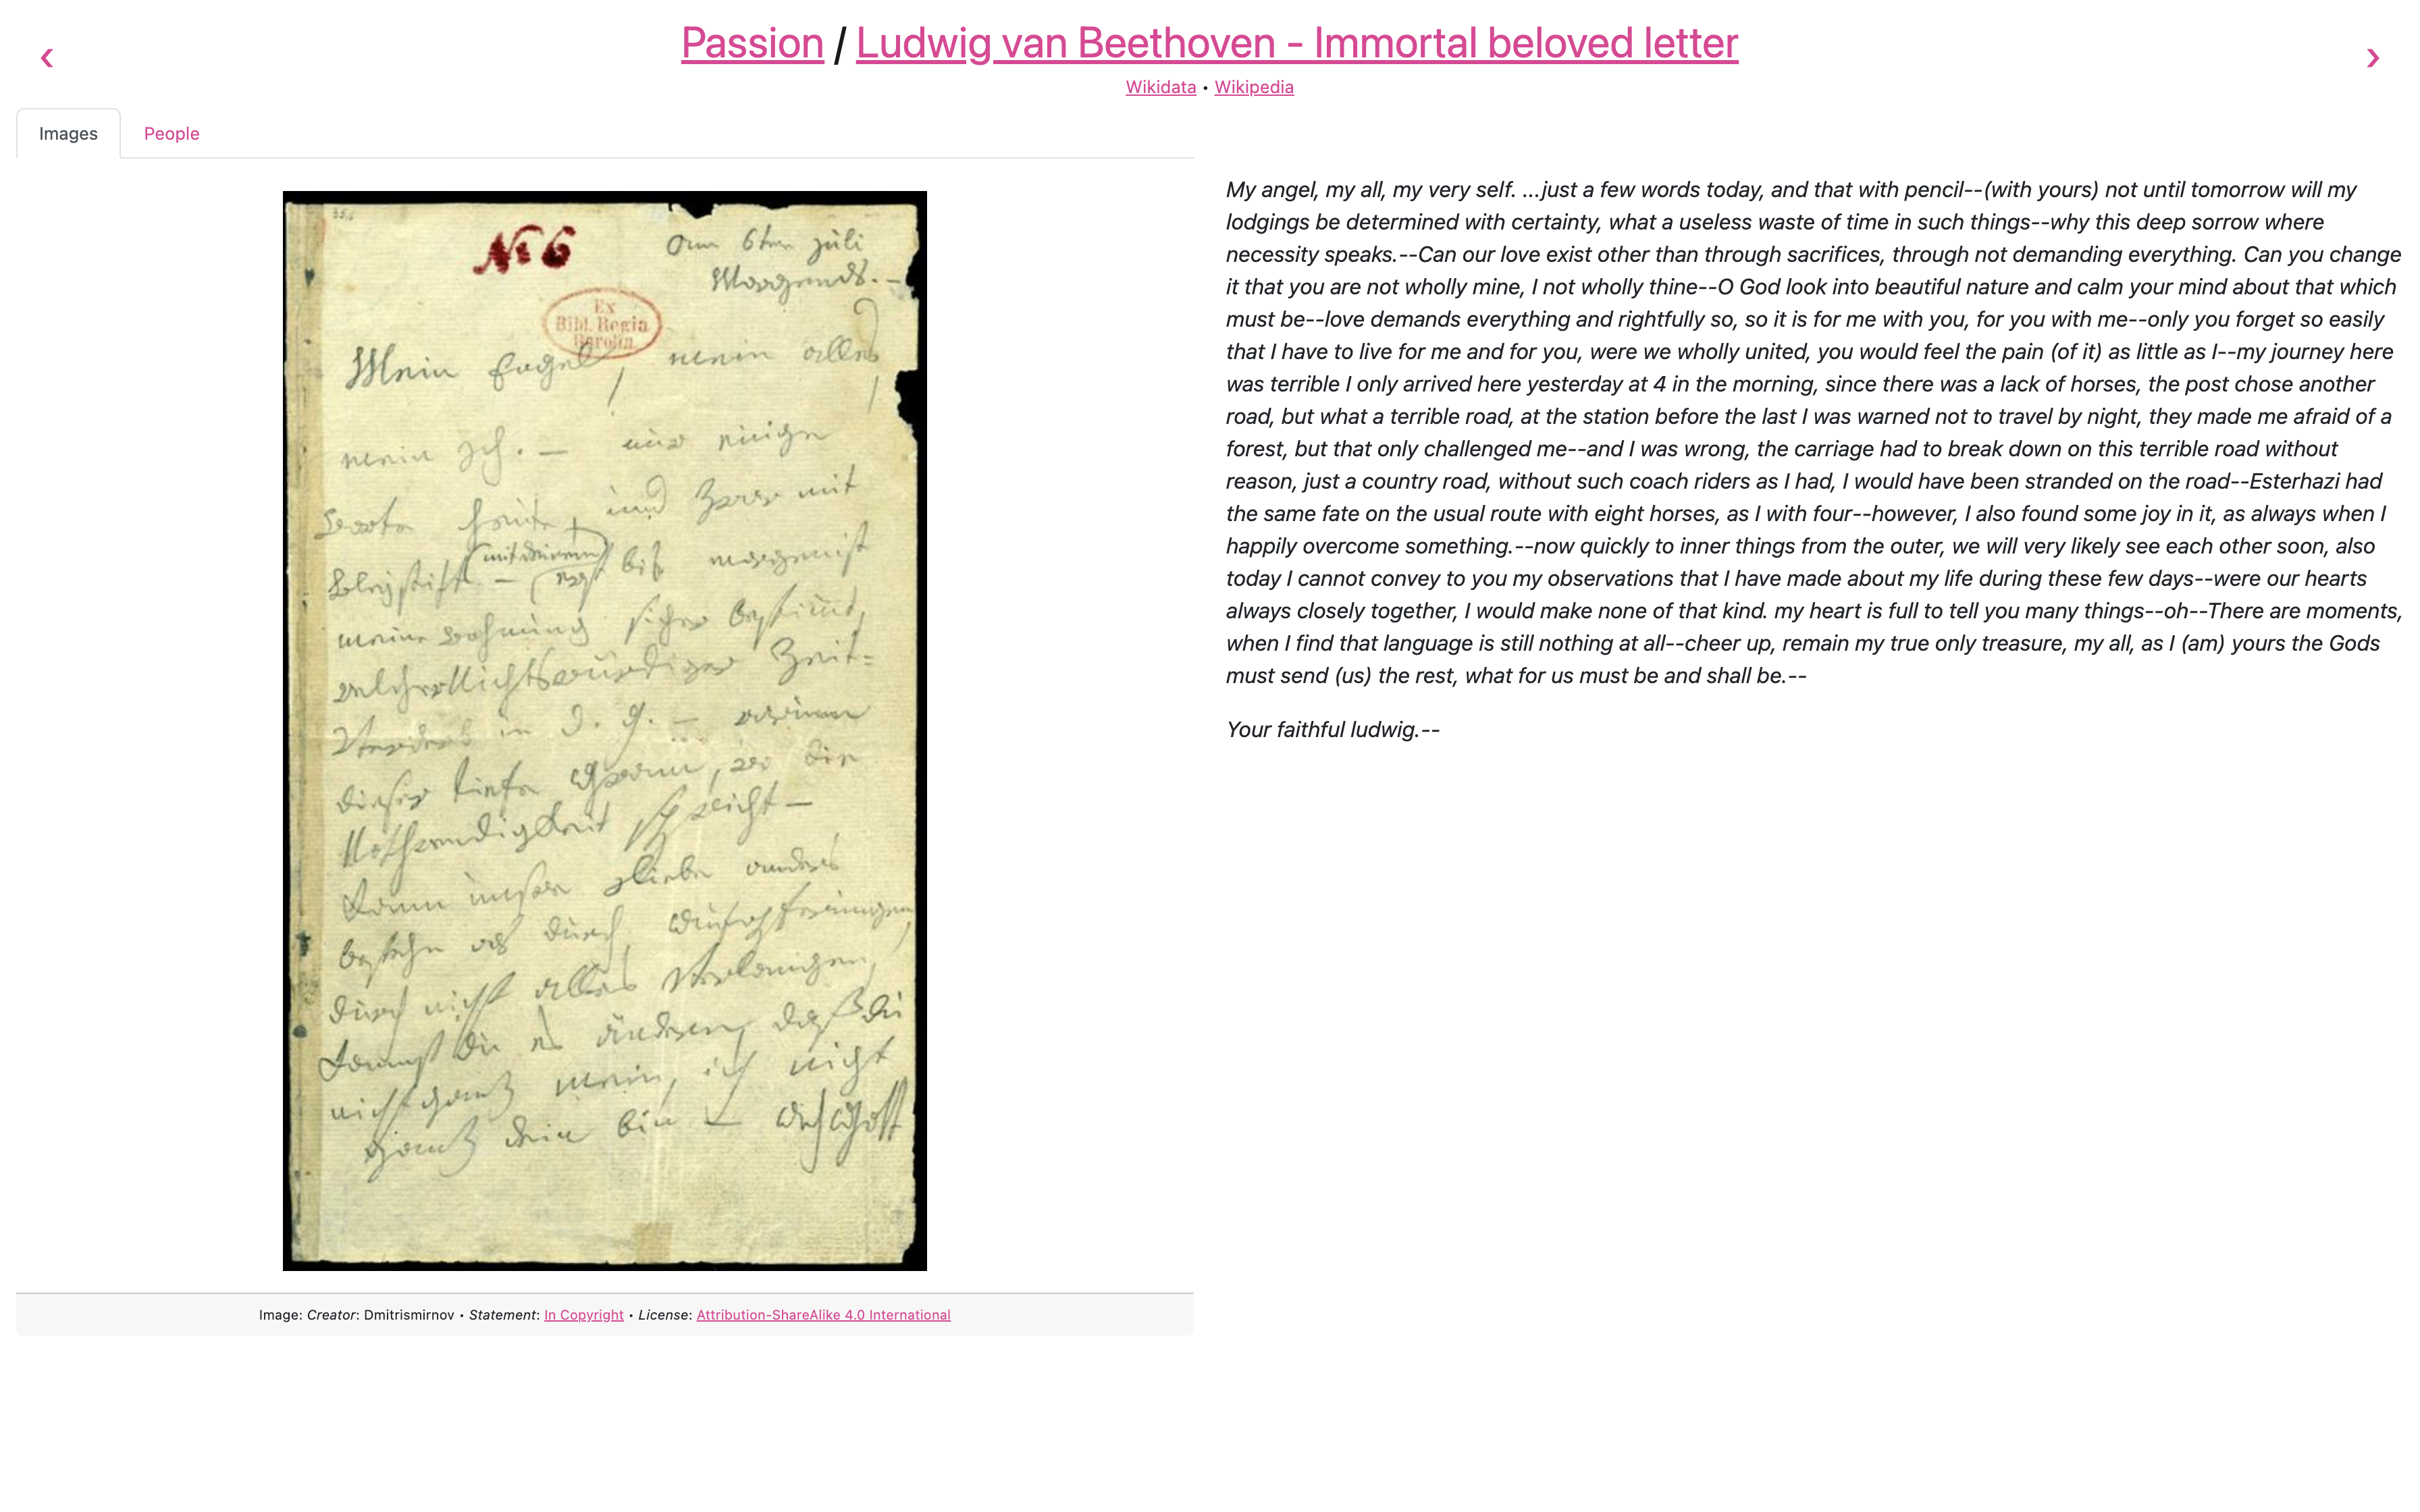 ‹
Passion / Ludwig van Beethoven - Immortal beloved letter
›
Wikidata • Wikipedia
Images
People
№ 6
am 6ten juli
Morgends. –
Ex
Bibl. Regia
Berolin.
Mein Engel, mein alles,
mein Ich. – nur einige
Worte heute, und zwar mit
Bleystift – (mit deinem) bis morgen ist
meine Wohnung sicher bestimmt,
welcher Nichtswürdiger Zeit=
Verderb in d. g. – warum
dieser tiefe Gram, wo die
Nothwendigkeit spricht –
Kann unsre Liebe anders
bestehn als durch Aufopferungen,
durch nicht alles Verlangen,
kannst du es ändern, daß du
nicht ganz mein, ich nicht
ganz dein bin – Ach Gott
Image: Creator: Dmitrismirnov • Statement: In Copyright • License: Attribution-ShareAlike 4.0 International
My angel, my all, my very self. ...just a few words today, and that with pencil--(with yours) not until tomorrow will my
lodgings be determined with certainty, what a useless waste of time in such things--why this deep sorrow where
necessity speaks.--Can our love exist other than through sacrifices, through not demanding everything. Can you change
it that you are not wholly mine, I not wholly thine--O God look into beautiful nature and calm your mind about that which
must be--love demands everything and rightfully so, so it is for me with you, for you with me--only you forget so easily
that I have to live for me and for you, were we wholly united, you would feel the pain (of it) as little as I--my journey here
was terrible I only arrived here yesterday at 4 in the morning, since there was a lack of horses, the post chose another
road, but what a terrible road, at the station before the last I was warned not to travel by night, they made me afraid of a
forest, but that only challenged me--and I was wrong, the carriage had to break down on this terrible road without
reason, just a country road, without such coach riders as I had, I would have been stranded on the road--Esterhazi had
the same fate on the usual route with eight horses, as I with four--however, I also found some joy in it, as always when I
happily overcome something.--now quickly to inner things from the outer, we will very likely see each other soon, also
today I cannot convey to you my observations that I have made about my life during these few days--were our hearts
always closely together, I would make none of that kind. my heart is full to tell you many things--oh--There are moments,
when I find that language is still nothing at all--cheer up, remain my true only treasure, my all, as I (am) yours the Gods
must send (us) the rest, what for us must be and shall be.--
Your faithful ludwig.--